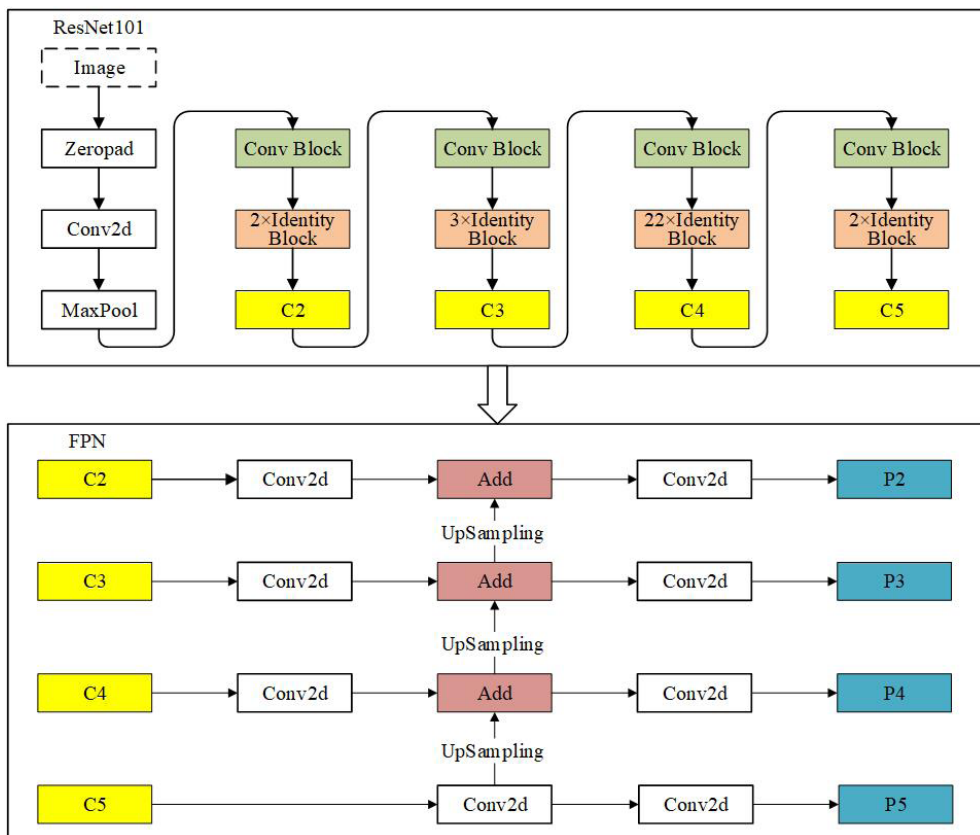 ResNet101
Image
Zeropad
Conv Block
Conv Block
Conv Block
Conv Block
Conv2d
2×Identity
Block
3×Identity
Block
22×Identity
Block
2×Identity
Block
MaxPool
C2
C3
C4
C5
FPN
C2
Conv2d
Add
Conv2d
P2
UpSampling
C3
Conv2d
Add
Conv2d
P3
UpSampling
C4
Conv2d
Add
Conv2d
P4
UpSampling
C5
Conv2d
Conv2d
P5